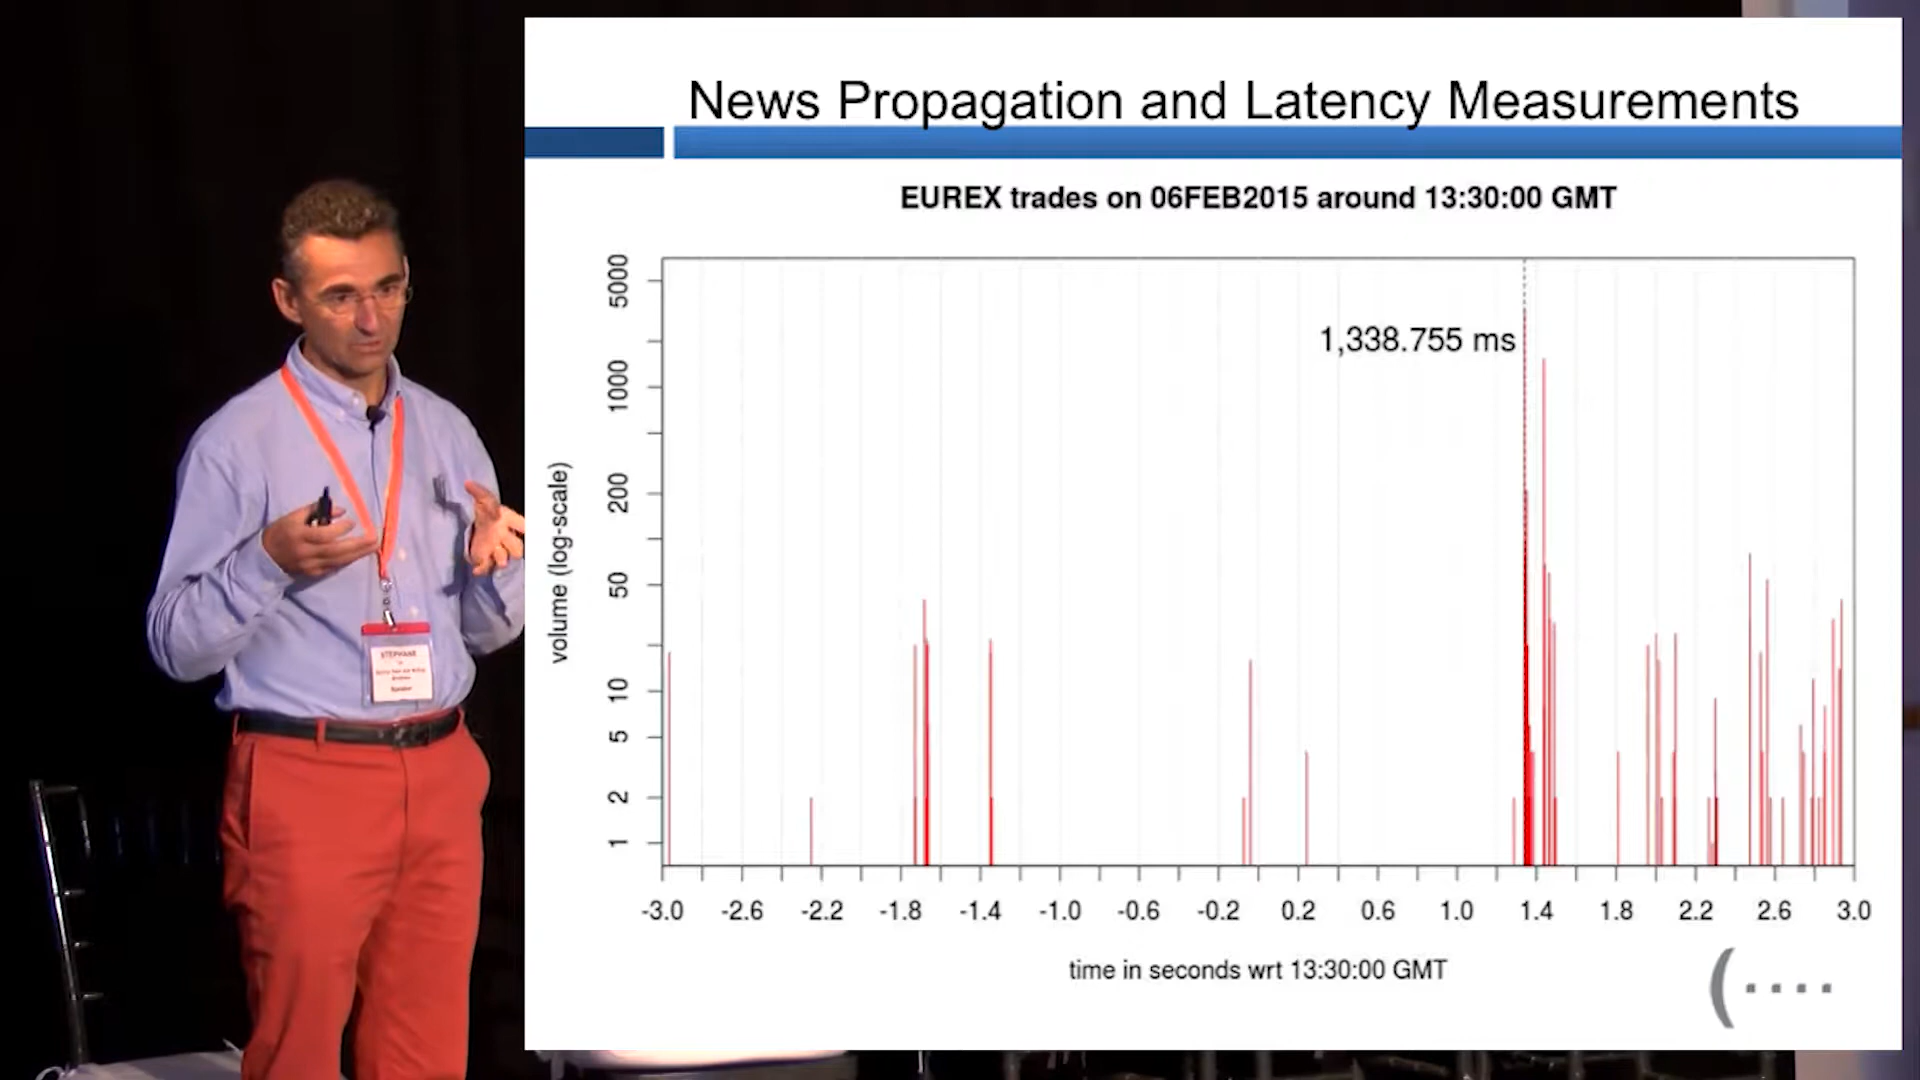 News Propagation and Latency Measurements
EUREX trades on 06FEB2015 around 13:30:00 GMT
1,338.755 ms
volume (log-scale)
5000
1000
200
50
10
5
2
1
-3.0 -2.6 -2.2 -1.8 -1.4 -1.0 -0.6 -0.2 0.2 0.6 1.0 1.4 1.8 2.2 2.6 3.0
time in seconds wrt 13:30:00 GMT
STEPHANE
Speaker